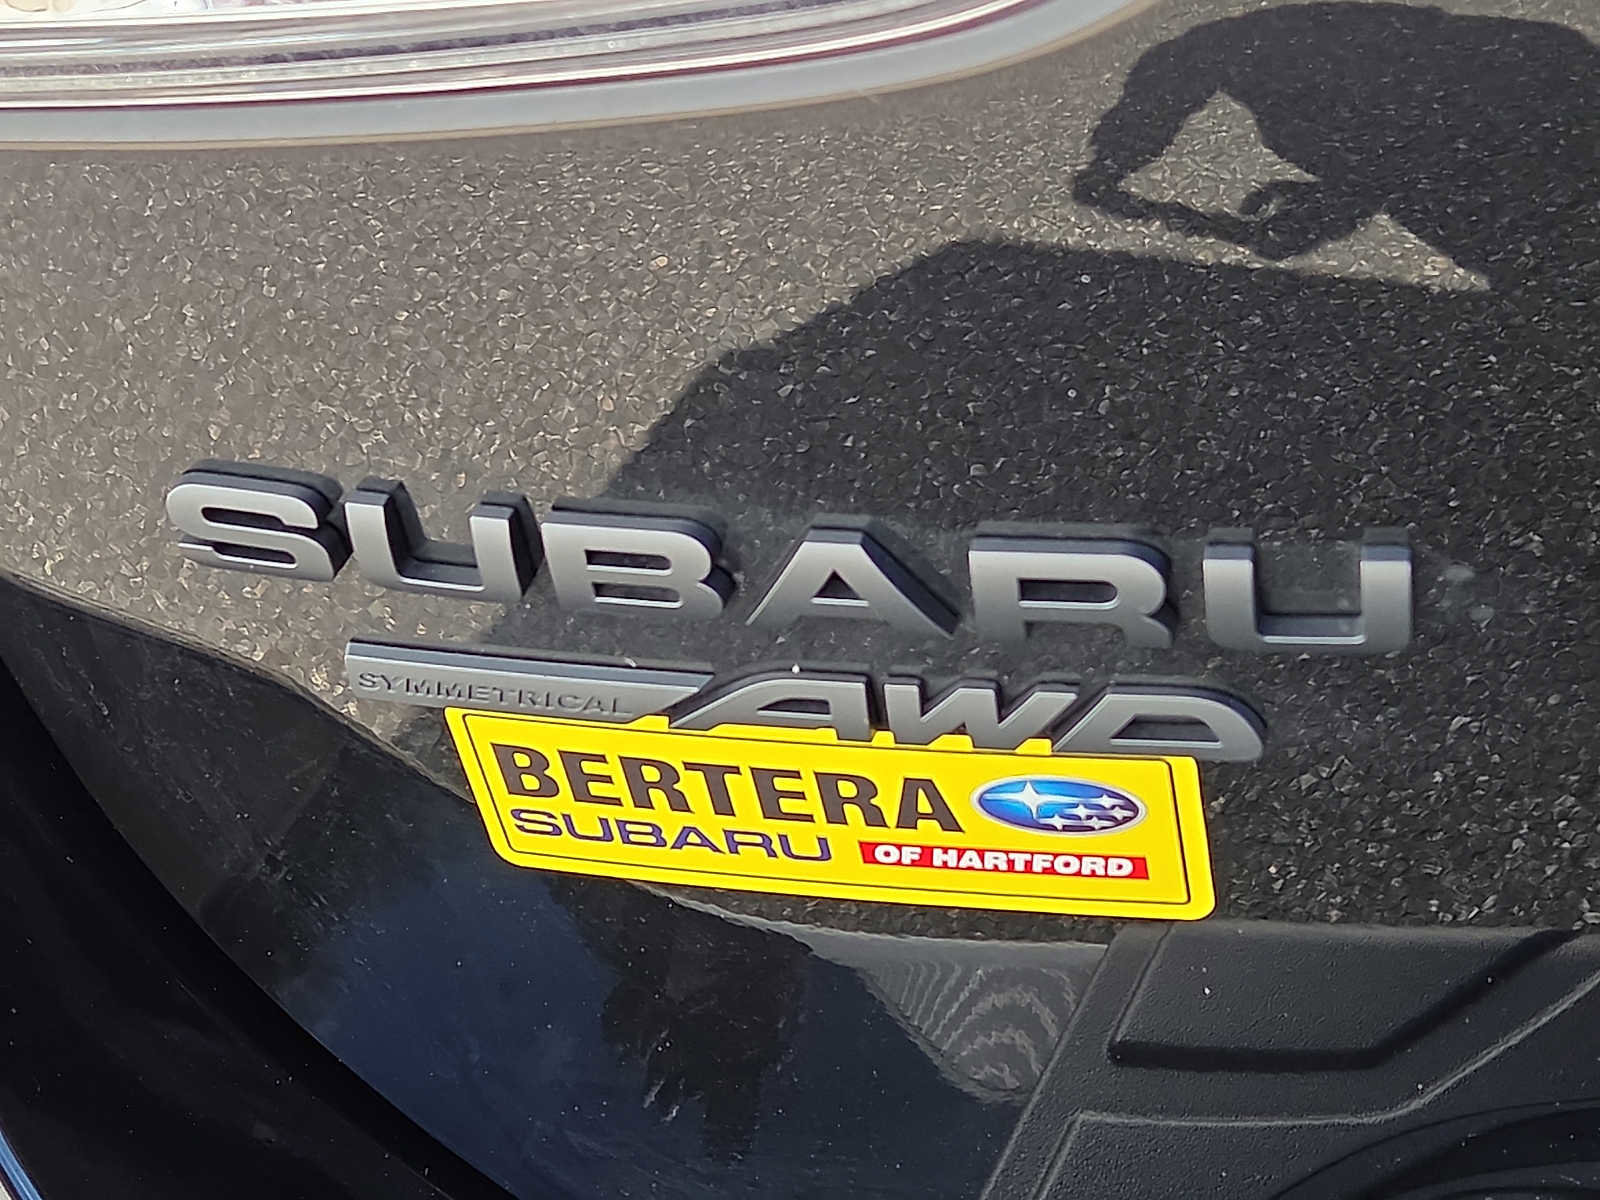 SUBARU
SYMMETRICAL AWD
BERTERA
SUBARU OF HARTFORD